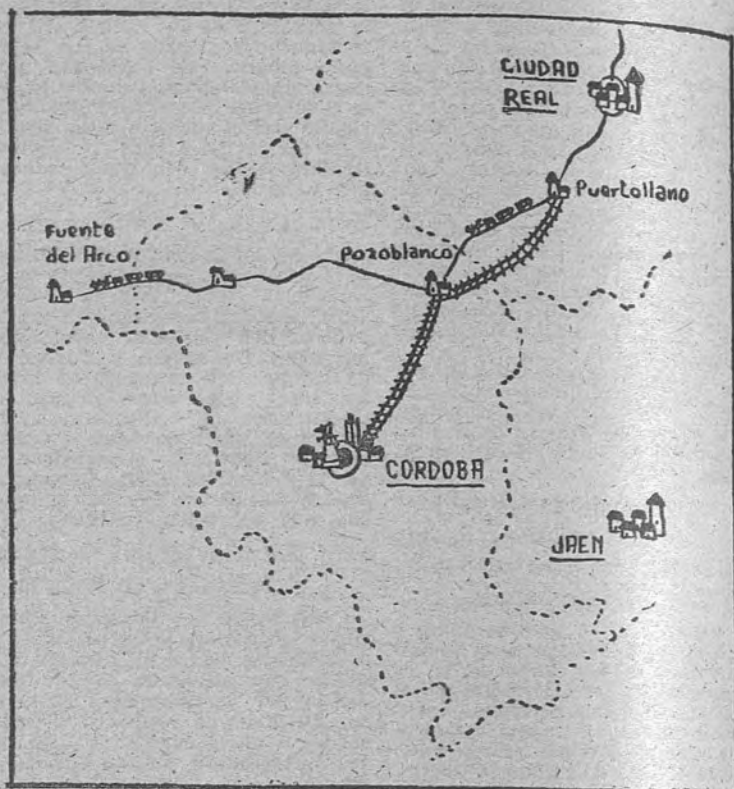 CIUDAD
REAL
Puertollano
Fuente
del Arco
Pozoblanco
CORDOBA
JAEN